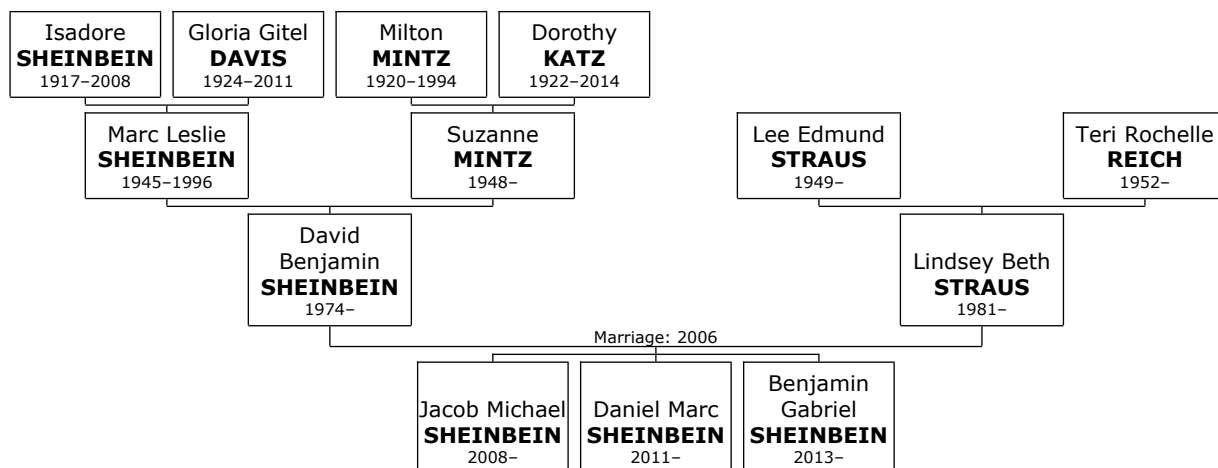 Isadore
SHEINBEIN
1917–2008
Gloria Gitel
DAVIS
1924–2011
Milton
MINTZ
1920–1994
Dorothy
KATZ
1922–2014
Marc Leslie
SHEINBEIN
1945–1996
Suzanne
MINTZ
1948–
Lee Edmund
STRAUS
1949–
Teri Rochelle
REICH
1952–
David
Benjamin
SHEINBEIN
1974–
Lindsey Beth
STRAUS
1981–
Marriage: 2006
Jacob Michael
SHEINBEIN
2008–
Daniel Marc
SHEINBEIN
2011–
Benjamin
Gabriel
SHEINBEIN
2013–